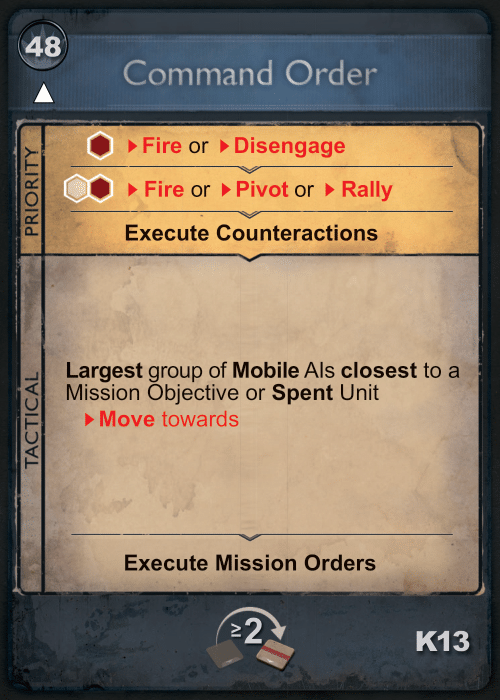 48
Command Order
PRIORITY
Fire or Disengage
Fire or Pivot or Rally
Execute Counteractions
TACTICAL
Largest group of Mobile AIs closest to a
Mission Objective or Spent Unit
Move towards
Execute Mission Orders
≥2
K13